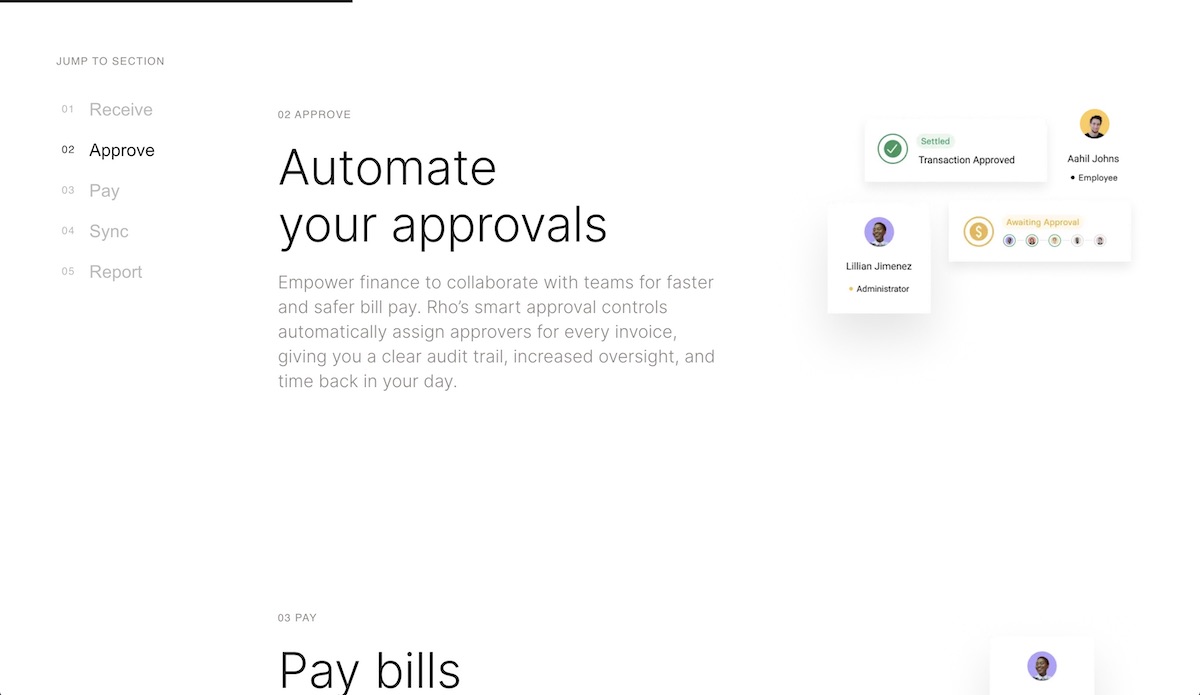 JUMP TO SECTION
01 Receive
02 Approve
03 Pay
04 Sync
05 Report
02 APPROVE
Automate
your approvals
Empower finance to collaborate with teams for faster
and safer bill pay. Rho’s smart approval controls
automatically assign approvers for every invoice,
giving you a clear audit trail, increased oversight, and
time back in your day.
Settled
Transaction Approved
Aahil Johns
Employee
Awaiting Approval
$
Lillian Jimenez
Administrator
03 PAY
Pay bills